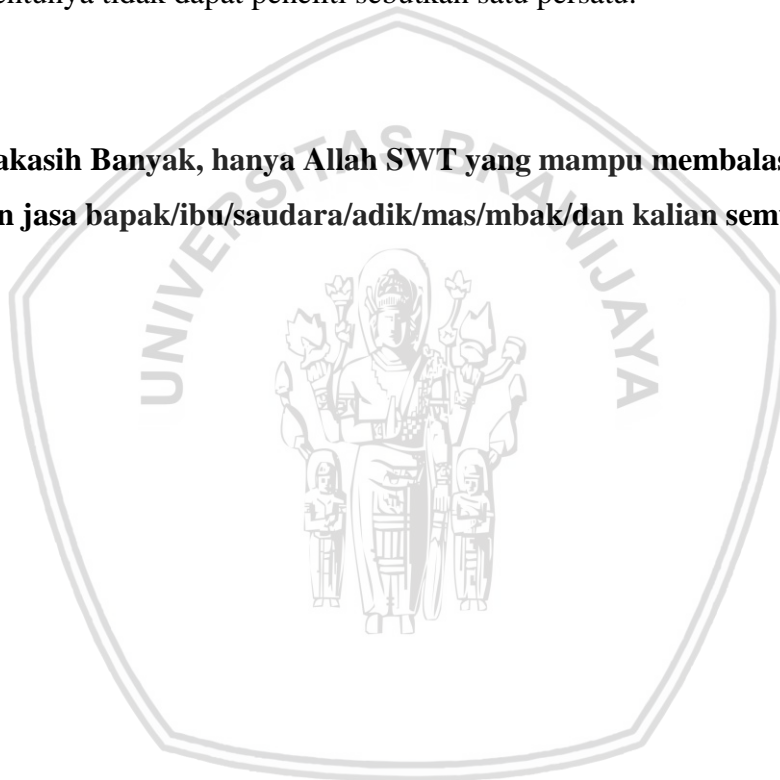 entunya tidak dapat peneliti sebutkan satu persatu.
akasih Banyak, hanya Allah SWT yang mampu membalas
n jasa bapak/ibu/saudara/adik/mas/mbak/dan kalian sem
UNIVERSITAS BRAWIJAYA